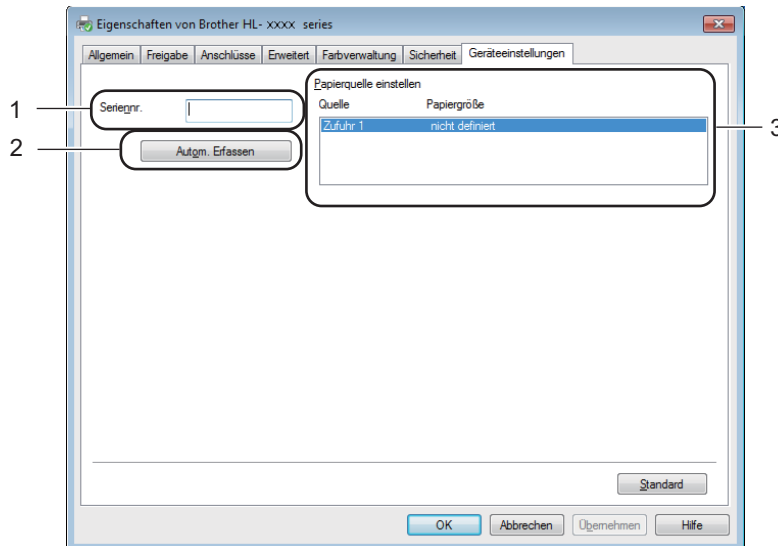 Eigenschaften von Brother HL- xxxx series
Allgemein Freigabe Anschlüsse Erweitert Farbverwaltung Sicherheit Geräteeinstellungen
1
Seriennr.
2
Autom. Erfassen
Papierquelle einstellen
Quelle Papiergröße
Zufuhr 1 nicht definiert
3
Standard
OK Abbrechen Übernehmen Hilfe